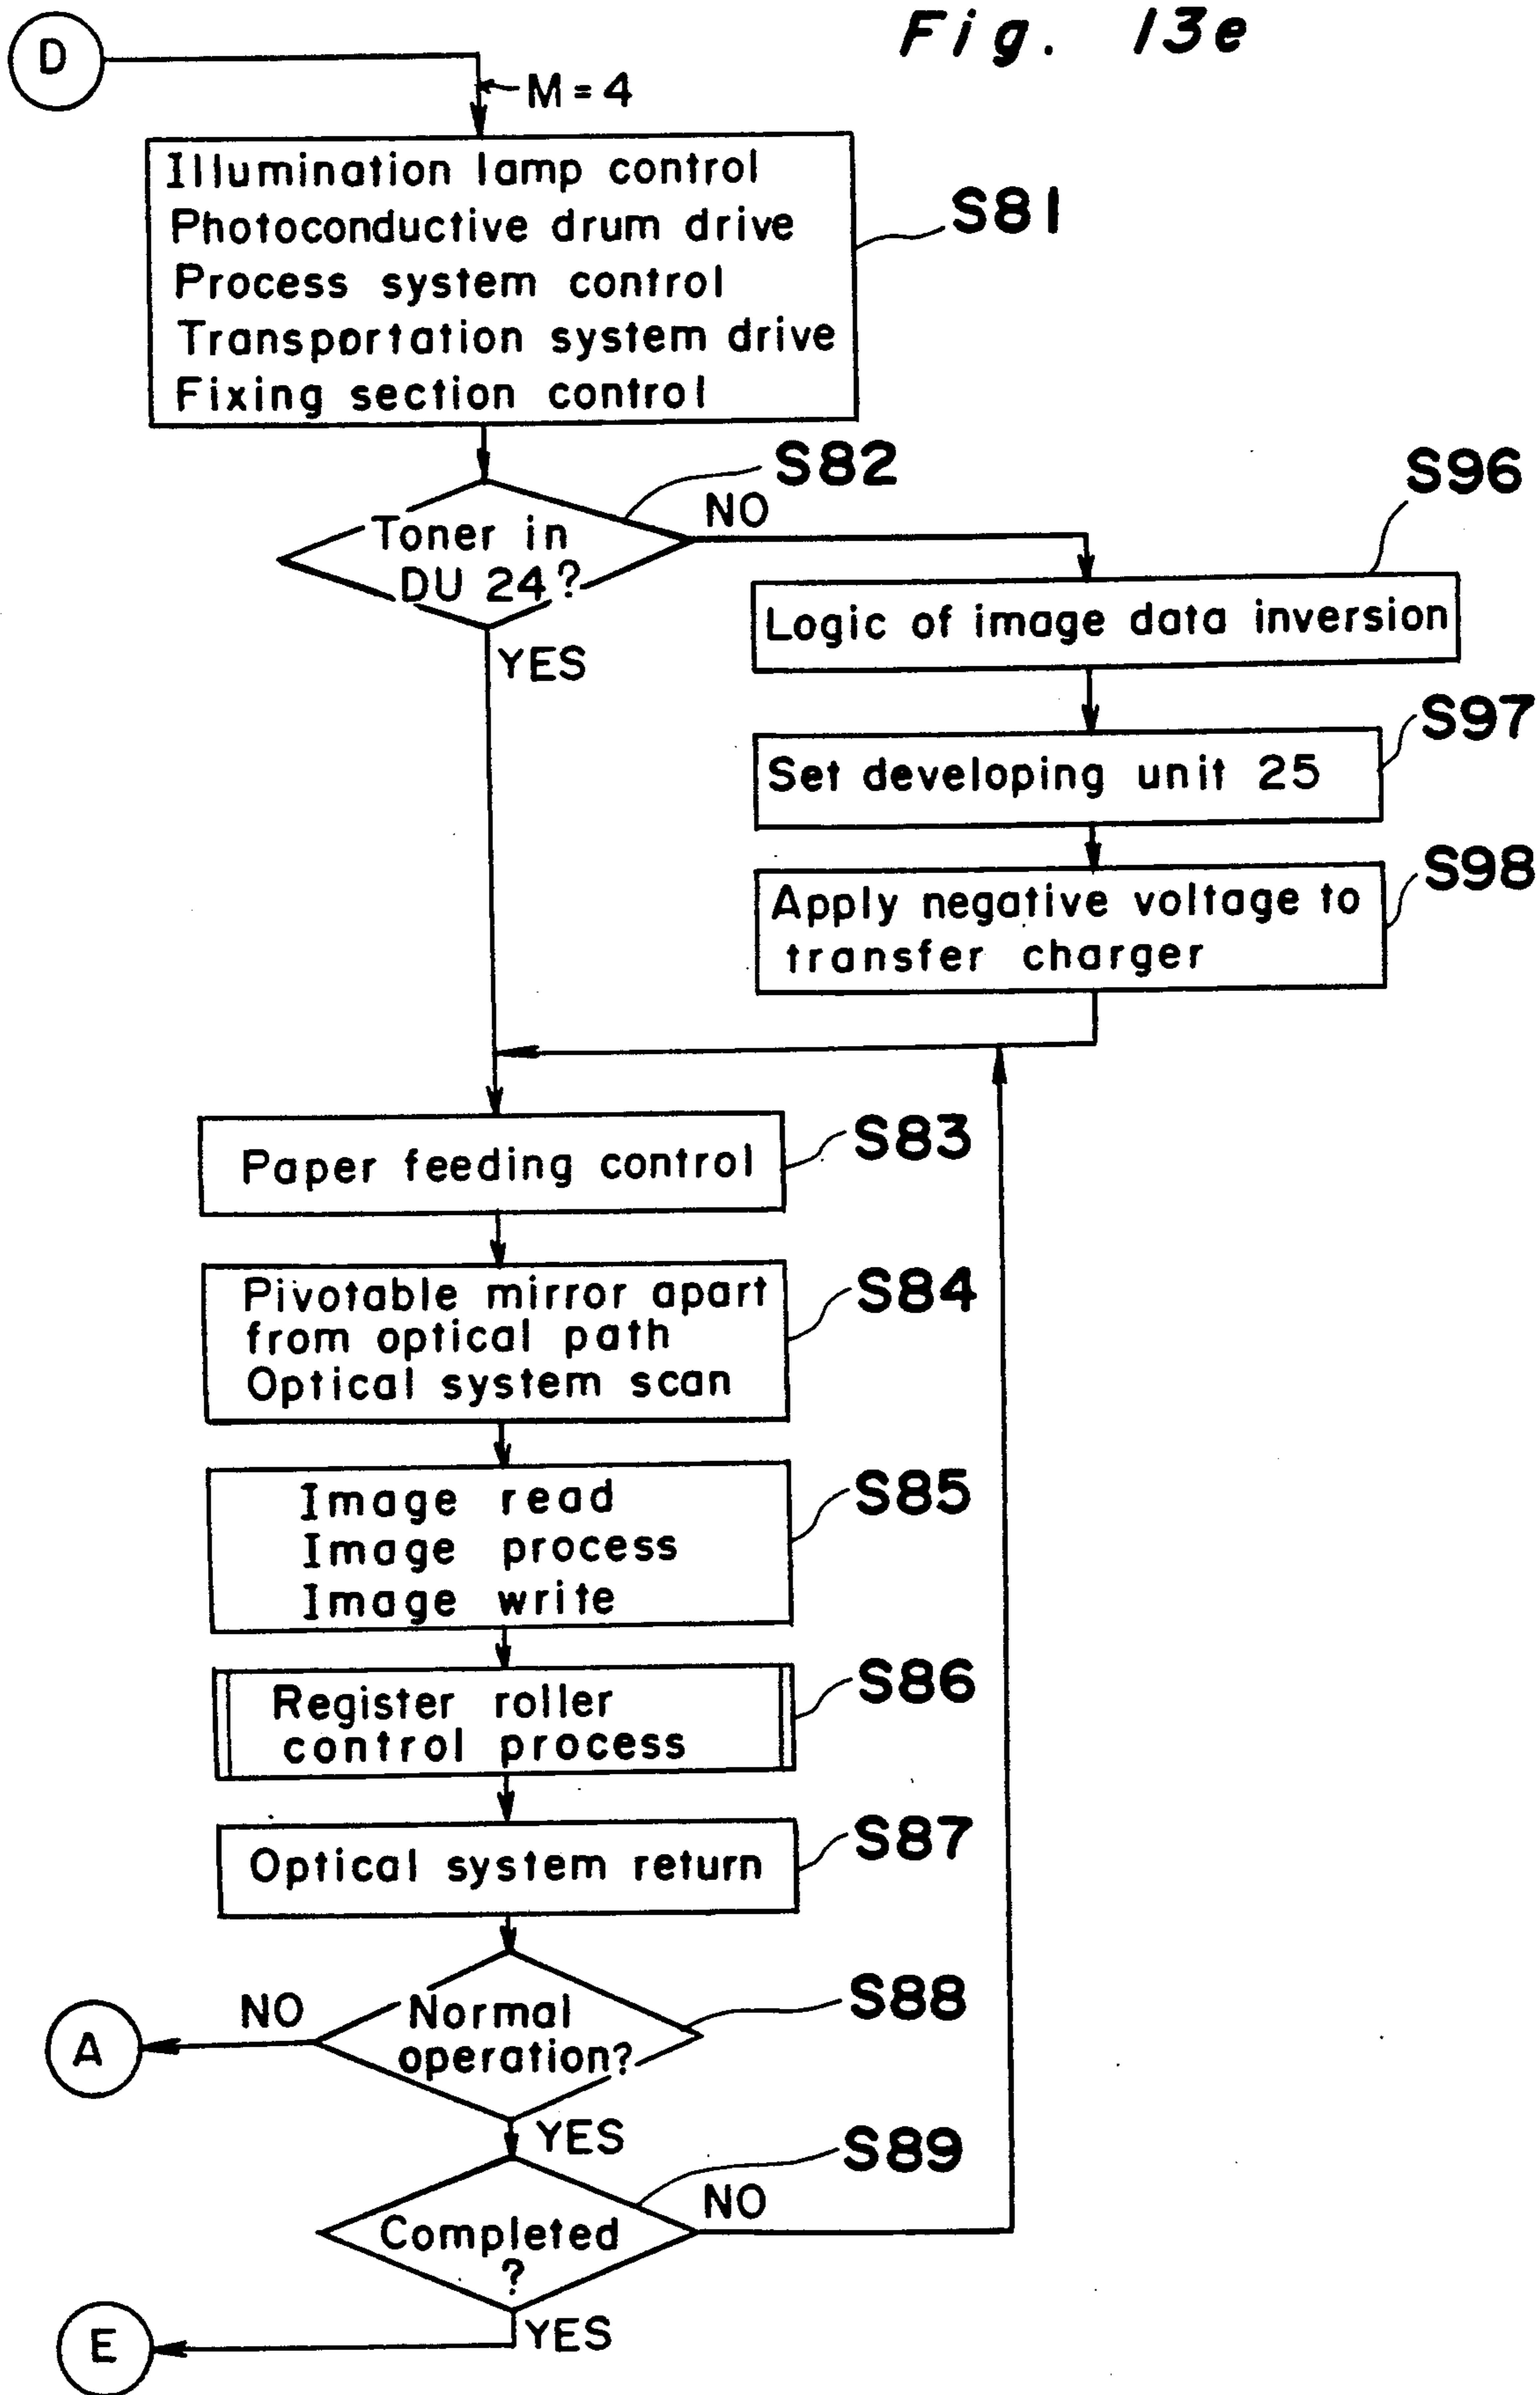 Fig. 13e
D
M = 4
Illumination lamp control
Photoconductive drum drive
Process system control
Transportation system drive
Fixing section control
S81
S82
Toner in
DU 24?
NO
YES
S96
Logic of image data inversion
S97
Set developing unit 25
S98
Apply negative voltage to
transfer charger
S83
Paper feeding control
S84
Pivotable mirror apart
from optical path
Optical system scan
S85
Image read
Image process
Image write
S86
Register roller
control process
S87
Optical system return
S88
Normal
operation?
NO
A
YES
S89
Completed
?
NO
YES
E